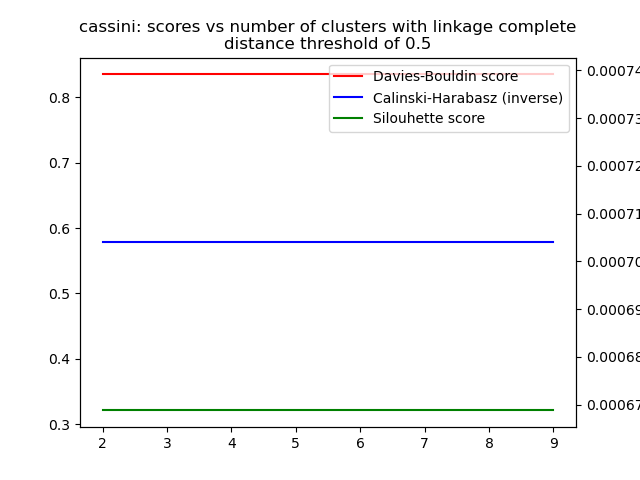 cassini: scores vs number of clusters with linkage complete
distance threshold of 0.5
Davies-Bouldin score
Calinski-Harabasz (inverse)
Silouhette score
0.8
0.7
0.6
0.5
0.4
0.3
0.00074
0.00073
0.00072
0.00071
0.00070
0.00069
0.00068
0.00067
2 3 4 5 6 7 8 9